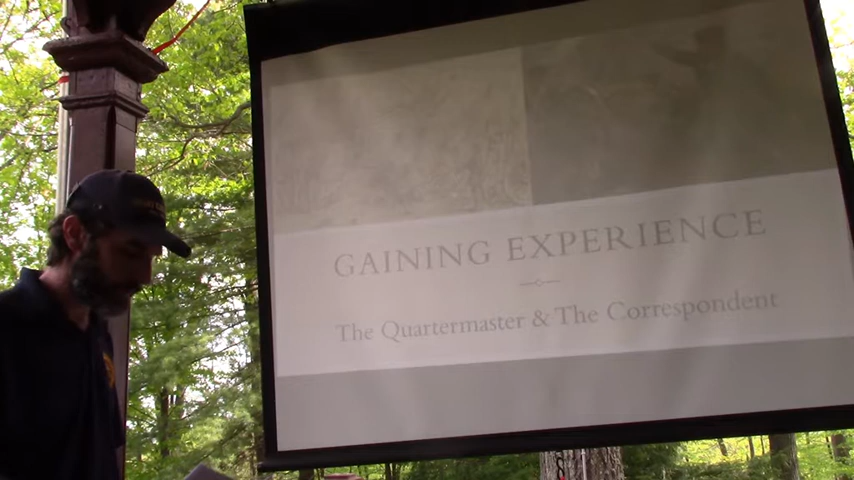 GAINING EXPERIENCE
The Quartermaster & The Correspondent